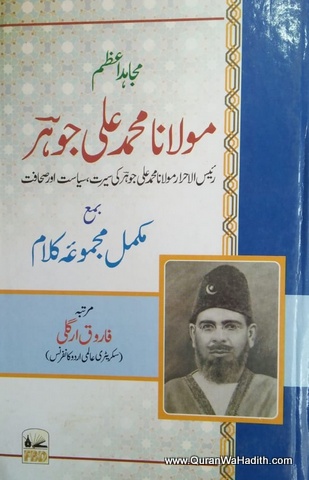 مجاہد اعظم
مولانا محمد علی جوہرؔ
رئیس الاحرار مولانا محمد علی جوہرؔ کی سیرت، سیاست اور صحافت
بمع
مکمل مجموعۂ کلام
مرتبہ
فاروق ارگلی
(سکریٹری عالمی اردو کانفرنس)
FBD
www.QuranWaHadith.com